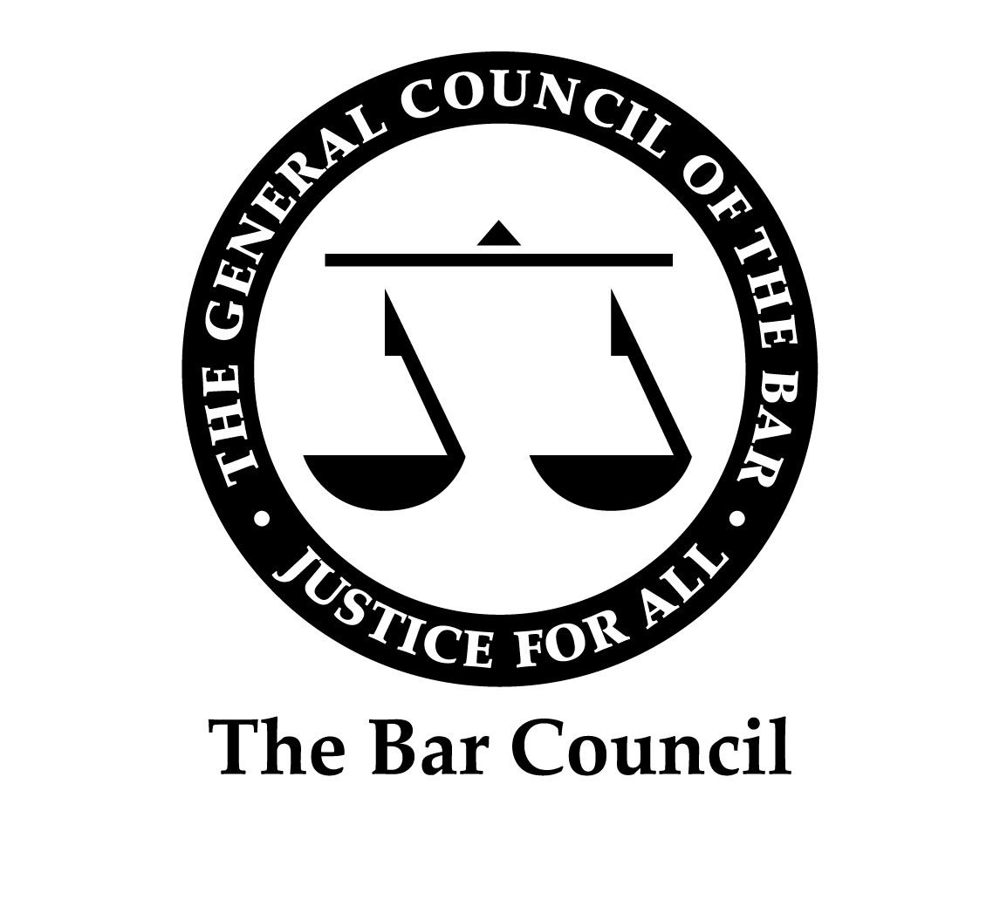 THE GENERAL COUNCIL OF THE BAR
• JUSTICE FOR ALL •
The Bar Council